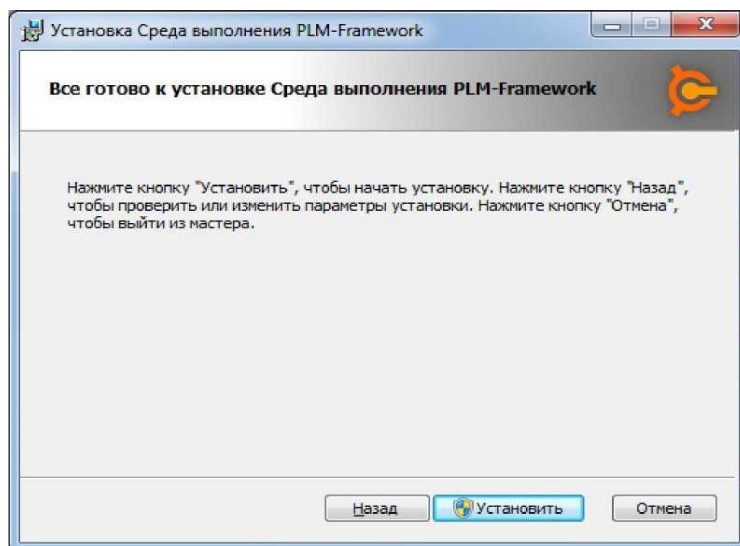 Установка Среда выполнения PLM-Framework
Все готово к установке Среда выполнения PLM-Framework
Нажмите кнопку "Установить", чтобы начать установку. Нажмите кнопку "Назад",
чтобы проверить или изменить параметры установки. Нажмите кнопку "Отмена",
чтобы выйти из мастера.
Назад Установить Отмена